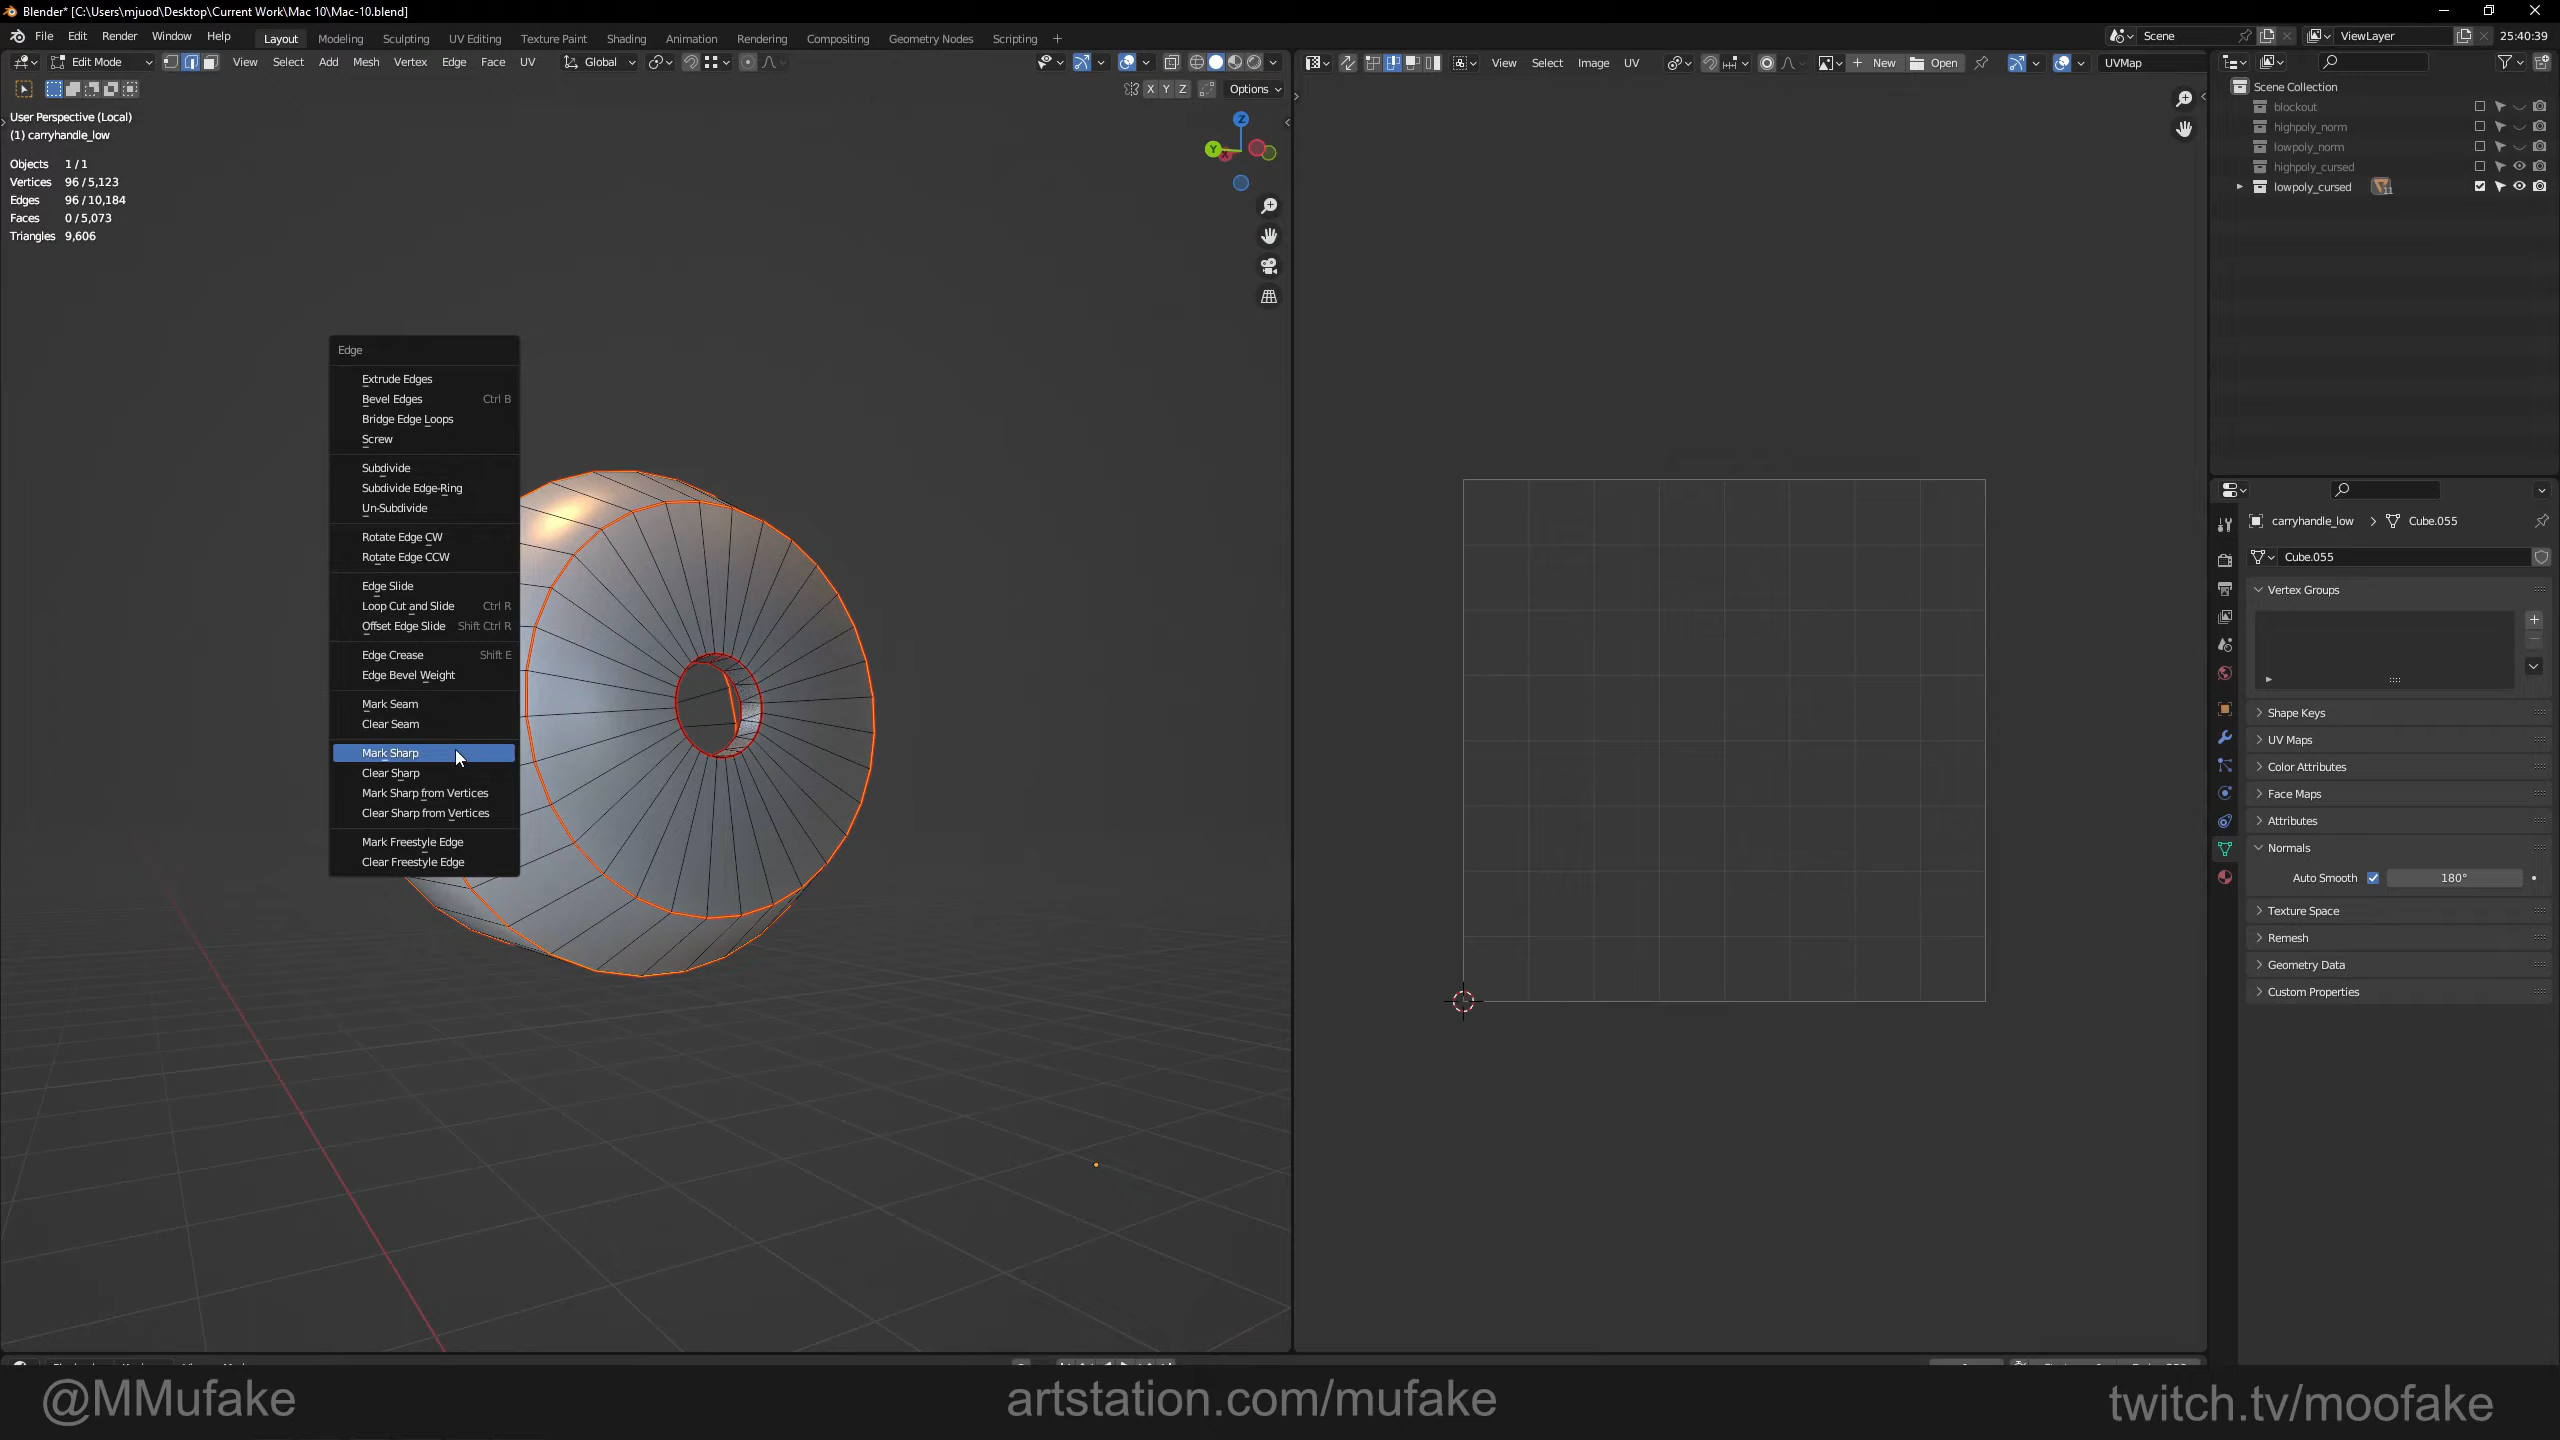 Blender* [C:\Users\mjuod\Desktop\Current Work\Mac 10\Mac-10.blend]
File Edit Render Window Help Layout Modeling Sculpting UV Editing Texture Paint Shading Animation Rendering Compositing Geometry Nodes Scripting + Scene ViewLayer 25:40:39
Edit Mode View Select Add Mesh Vertex Edge Face UV Global View Select Image UV New Open UVMap
X Y Z Options
User Perspective (Local)
(1) carryhandle_low
Objects 1 / 1
Vertices 96 / 5,123
Edges 96 / 10,184
Faces 0 / 5,073
Triangles 9,606
Z
Y
X
Edge
Extrude Edges
Bevel Edges Ctrl B
Bridge Edge Loops
Screw
Subdivide
Subdivide Edge-Ring
Un-Subdivide
Rotate Edge CW
Rotate Edge CCW
Edge Slide
Loop Cut and Slide Ctrl R
Offset Edge Slide Shift Ctrl R
Edge Crease Shift E
Edge Bevel Weight
Mark Seam
Clear Seam
Mark Sharp
Clear Sharp
Mark Sharp from Vertices
Clear Sharp from Vertices
Mark Freestyle Edge
Clear Freestyle Edge
Scene Collection
blockout
highpoly_norm
lowpoly_norm
highpoly_cursed
lowpoly_cursed 11
carryhandle_low > Cube.055
Cube.055
Vertex Groups
Shape Keys
UV Maps
Color Attributes
Face Maps
Attributes
Normals
Auto Smooth 180°
Texture Space
Remesh
Geometry Data
Custom Properties
@MMufake
artstation.com/mufake
twitch.tv/moofake